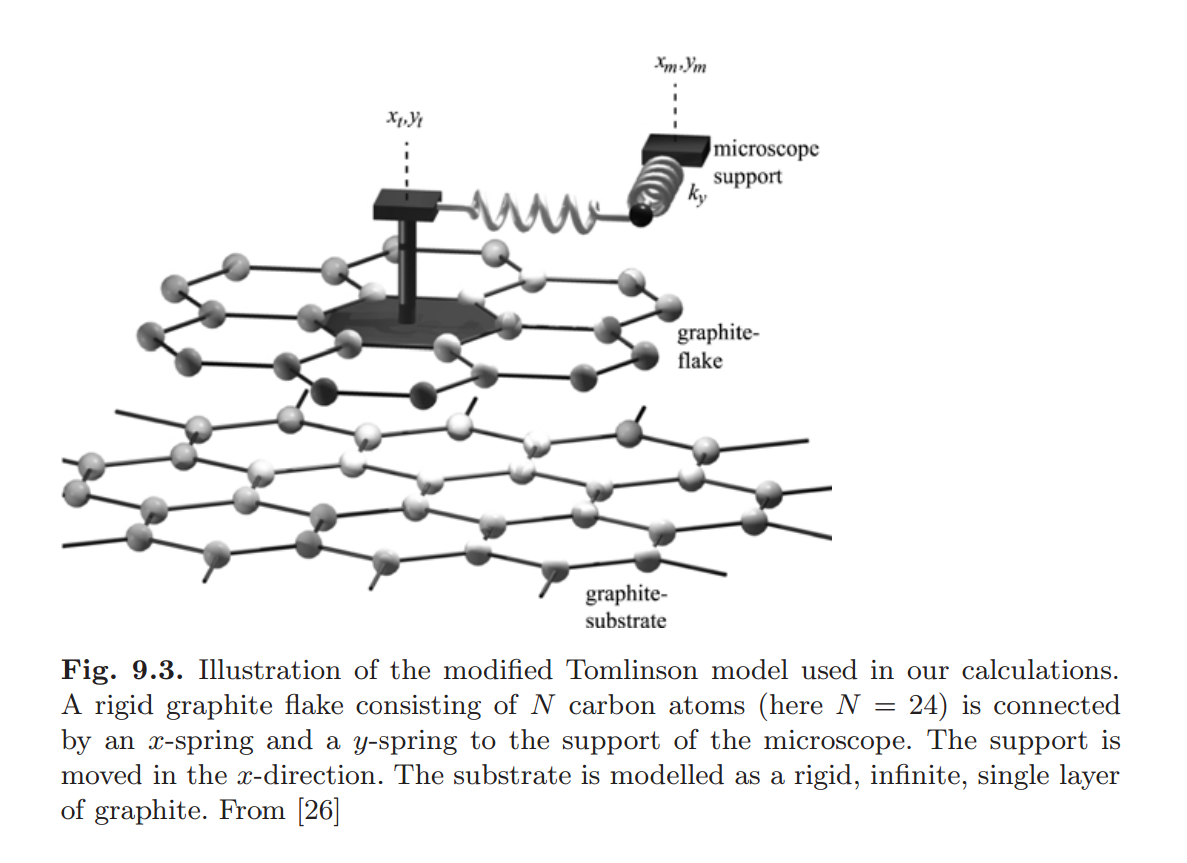 xₘ,yₘ
xₜ,yₜ
microscope
support
k_y
graphite-
flake
graphite-
substrate
Fig. 9.3. Illustration of the modified Tomlinson model used in our calculations.
A rigid graphite flake consisting of N carbon atoms (here N = 24) is connected
by an x-spring and a y-spring to the support of the microscope. The support is
moved in the x-direction. The substrate is modelled as a rigid, infinite, single layer
of graphite. From [26]